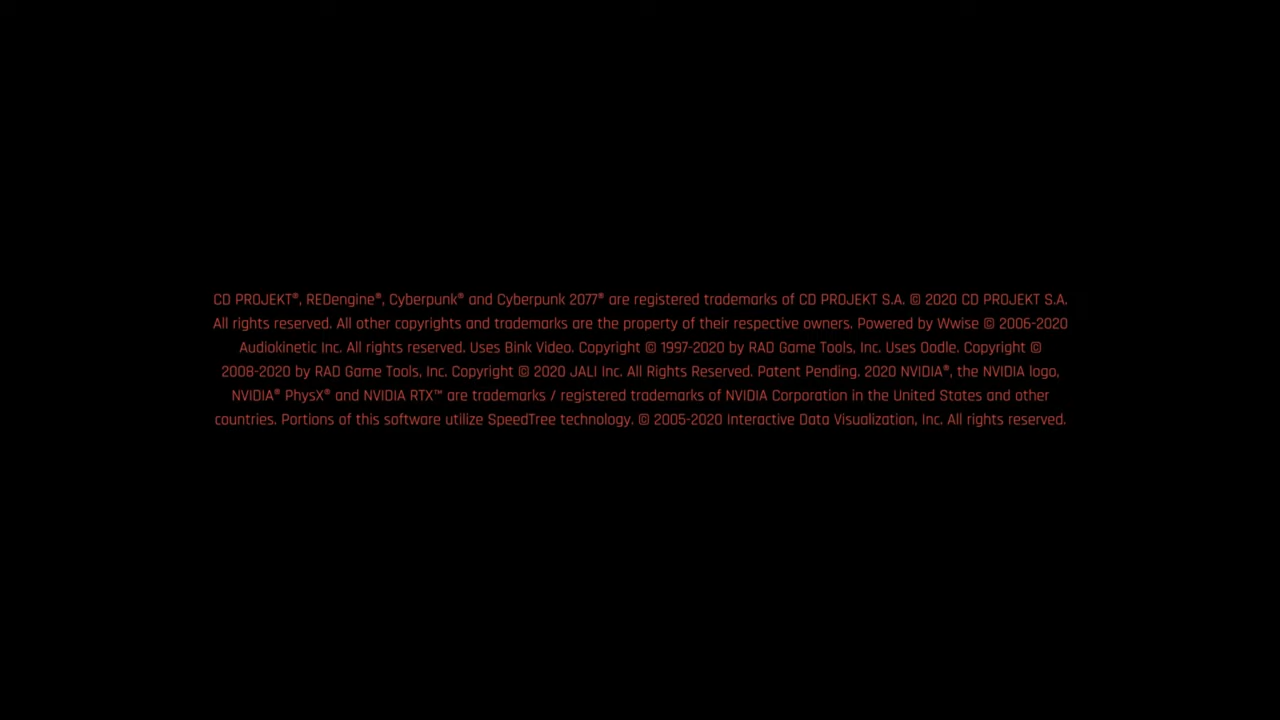 CD PROJEKT®, REDengine®, Cyberpunk® and Cyberpunk 2077® are registered trademarks of CD PROJEKT S.A. © 2020 CD PROJEKT S.A.
All rights reserved. All other copyrights and trademarks are the property of their respective owners. Powered by Wwise © 2006-2020
Audiokinetic Inc. All rights reserved. Uses Bink Video. Copyright © 1997-2020 by RAD Game Tools, Inc. Uses Oodle. Copyright ©
2008-2020 by RAD Game Tools, Inc. Copyright © 2020 JALI Inc. All Rights Reserved. Patent Pending. 2020 NVIDIA®, the NVIDIA logo,
NVIDIA® PhysX® and NVIDIA RTX™ are trademarks / registered trademarks of NVIDIA Corporation in the United States and other
countries. Portions of this software utilize SpeedTree technology. © 2005-2020 Interactive Data Visualization, Inc. All rights reserved.